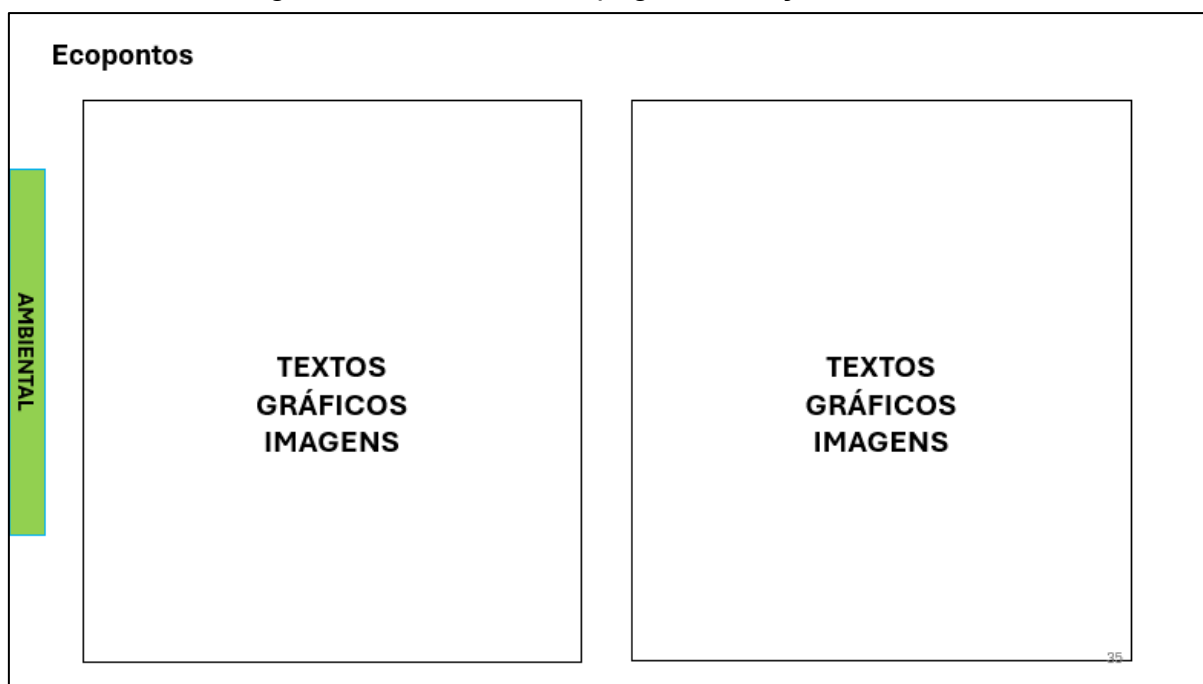 Ecopontos
AMBIENTAL
TEXTOS
GRÁFICOS
IMAGENS
TEXTOS
GRÁFICOS
IMAGENS
35